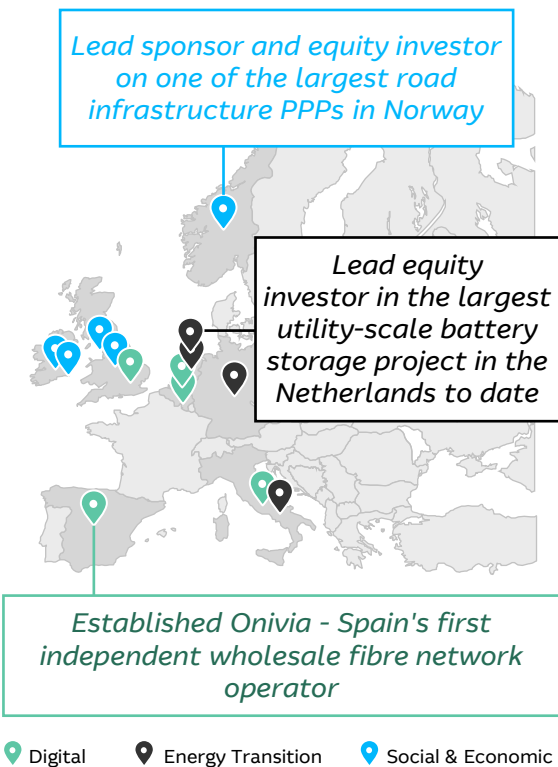 Lead sponsor and equity investor
on one of the largest road
infrastructure PPPs in Norway
Lead equity
investor in the largest
utility-scale battery
storage project in the
Netherlands to date
Established Onivia - Spain's first
independent wholesale fibre network
operator
Digital
Energy Transition
Social & Economic